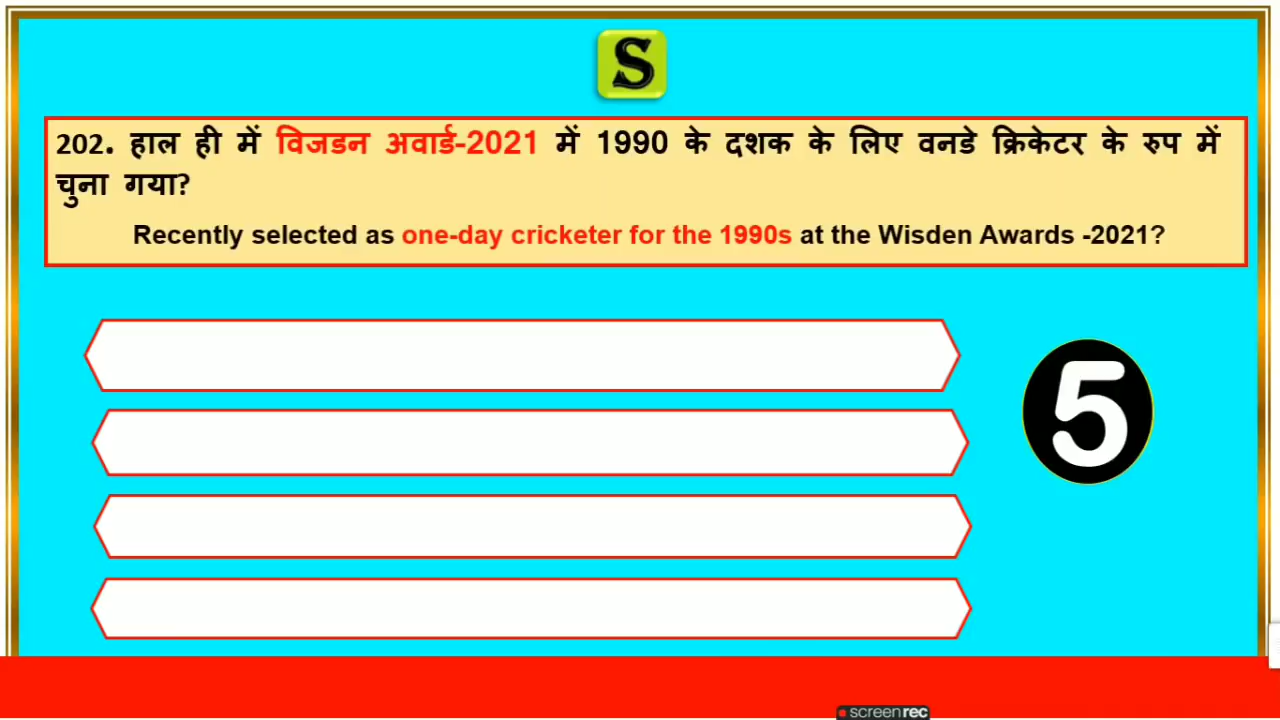 S
202. हाल ही में विजडन अवार्ड-2021 में 1990 के दशक के लिए वनडे क्रिकेटर के रुप में
चुना गया?
Recently selected as one-day cricketer for the 1990s at the Wisden Awards -2021?
5
screenrec